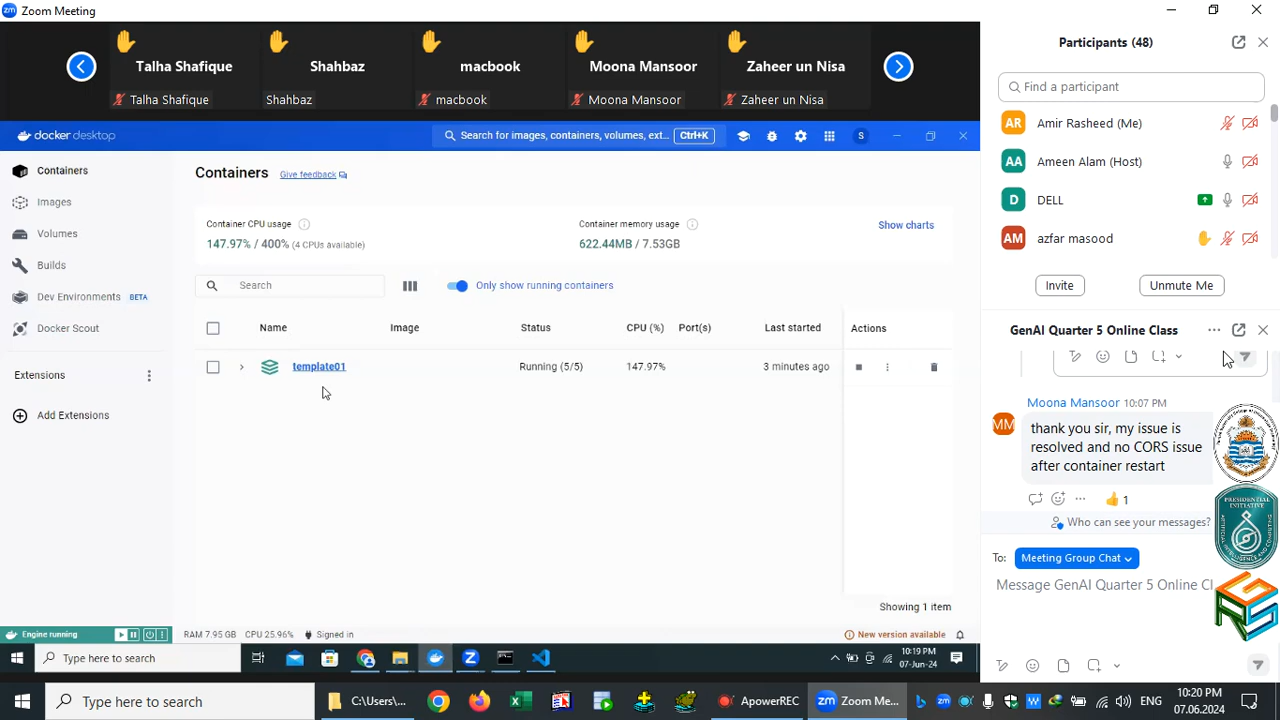 Zoom Meeting
Talha Shafique
Shahbaz
macbook
Moona Mansoor
Zaheer un Nisa
Talha Shafique
Shahbaz
macbook
Moona Mansoor
Zaheer un Nisa
docker desktop
Search for images, containers, volumes, ext...
Ctrl+K
S
Containers
Images
Volumes
Builds
Dev Environments BETA
Docker Scout
Extensions
Add Extensions
Containers Give feedback
Container CPU usage
147.97% / 400% (4 CPUs available)
Container memory usage
622.44MB / 7.53GB
Show charts
Search
Only show running containers
Name Image Status CPU (%) Port(s) Last started Actions
template01 Running (5/5) 147.97% 3 minutes ago
Showing 1 item
Engine running
RAM 7.95 GB CPU 25.96% Signed in
New version available
Type here to search
10:19 PM
07-Jun-24
Participants (48)
Find a participant
AR Amir Rasheed (Me)
AA Ameen Alam (Host)
D DELL
AM azfar masood
Invite
Unmute Me
GenAI Quarter 5 Online Class
Moona Mansoor 10:07 PM
MM
thank you sir, my issue is
resolved and no CORS issue
after container restart
1
Who can see your messages?
To: Meeting Group Chat
Message GenAI Quarter 5 Online Cl
Type here to search
C:\Users\...
ApowerREC
Zoom Me...
ENG
10:20 PM
07.06.2024